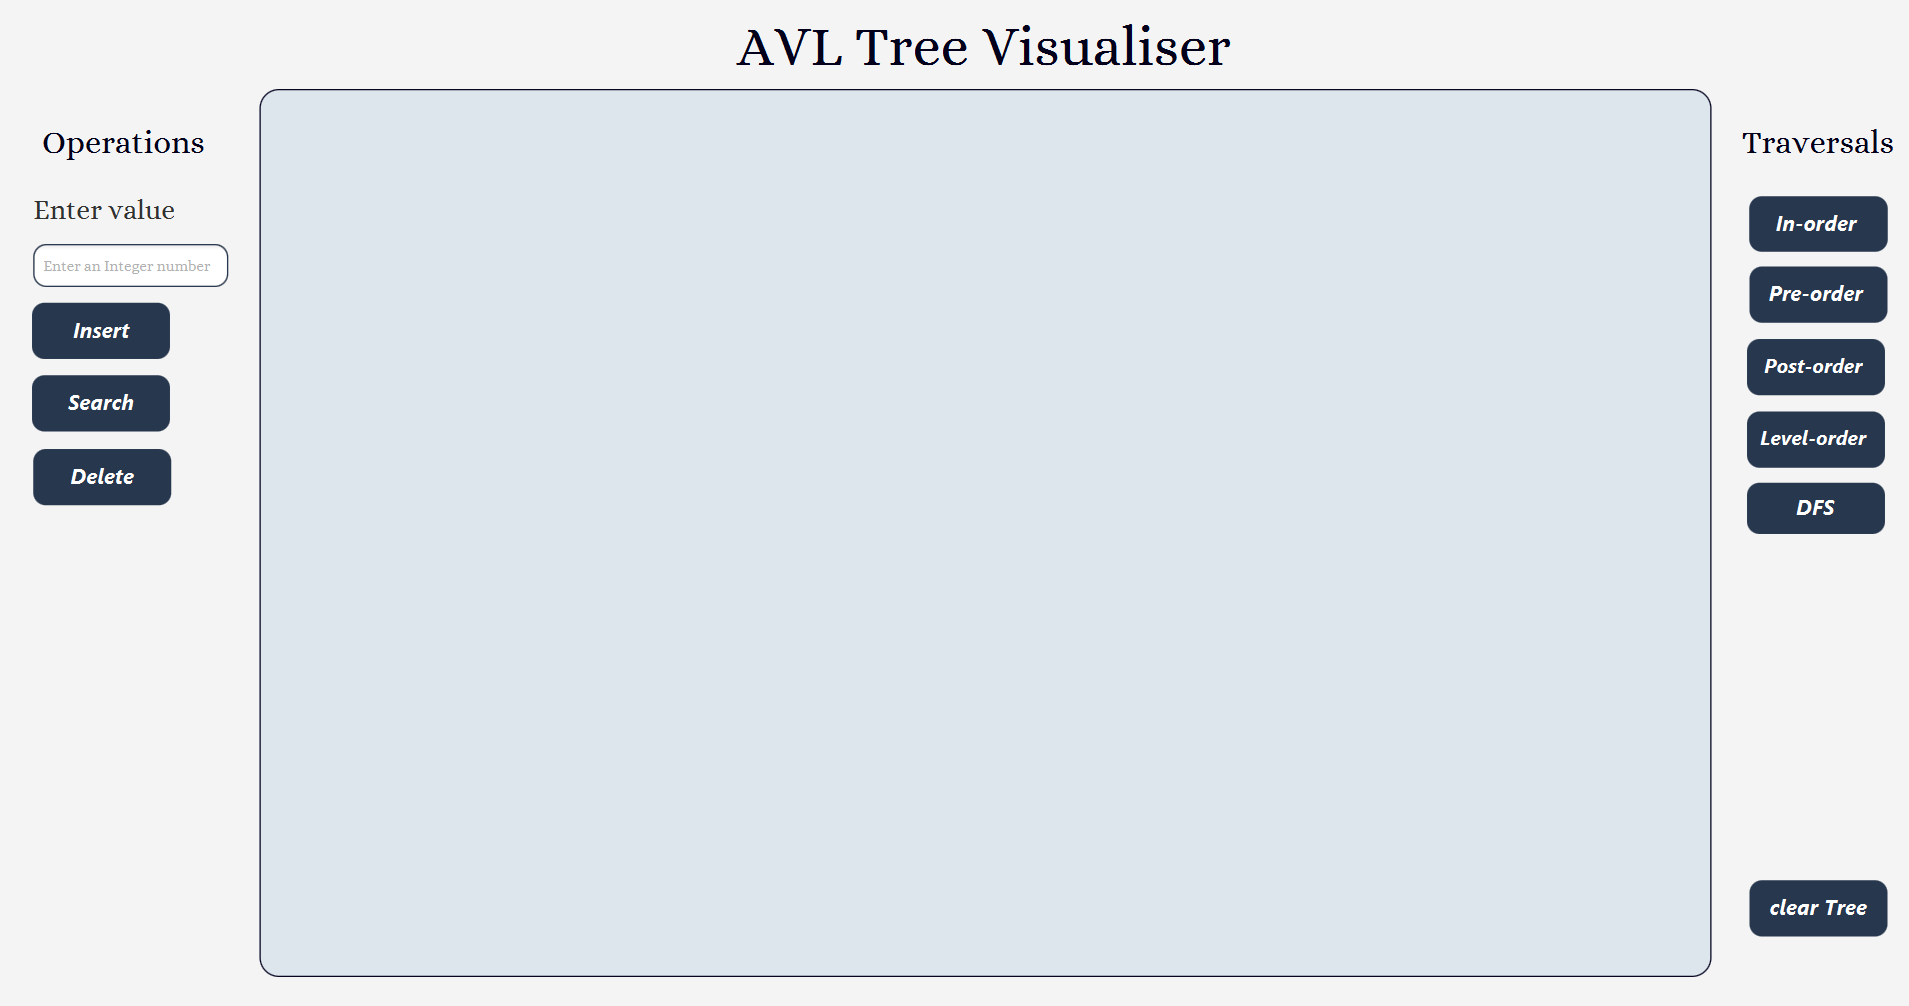 AVL Tree Visualiser
Operations
Enter value
Enter an Integer number
Insert
Search
Delete
Traversals
In-order
Pre-order
Post-order
Level-order
DFS
clear Tree